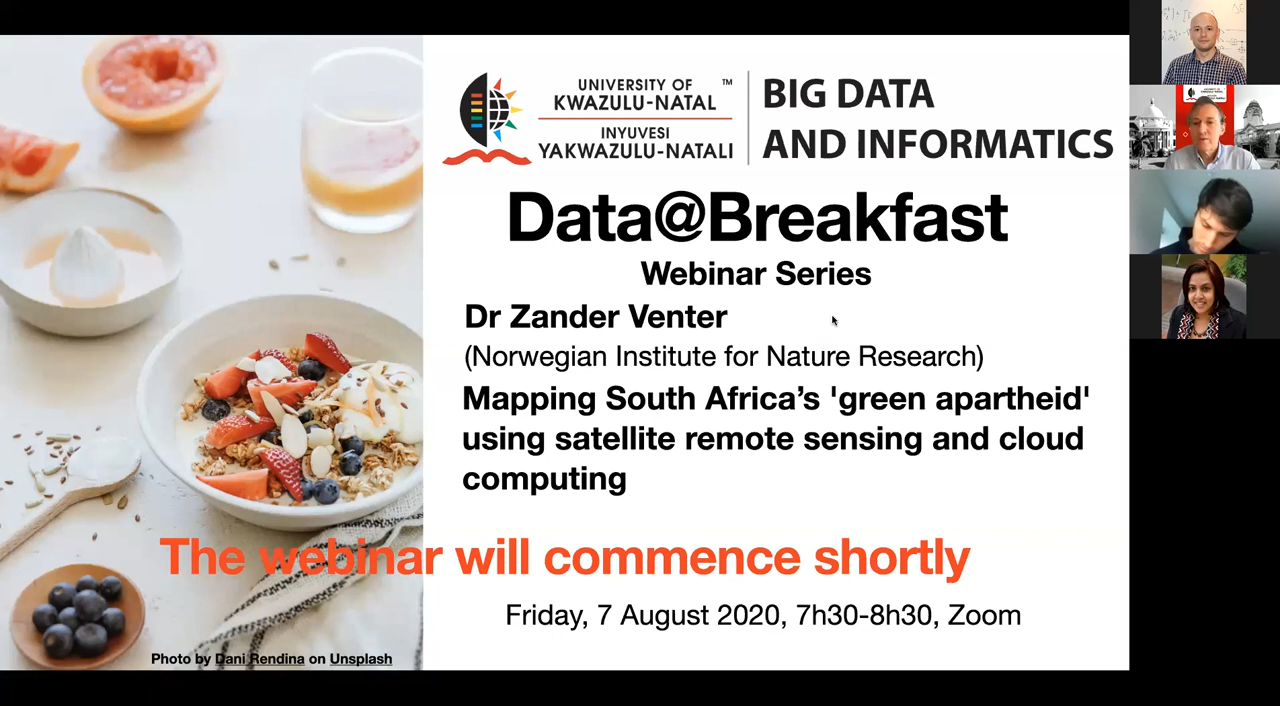 UNIVERSITY OF ™
KWAZULU-NATAL
INYUVESI
YAKWAZULU-NATALI
BIG DATA
AND INFORMATICS
Data@Breakfast
Webinar Series
Dr Zander Venter
(Norwegian Institute for Nature Research)
Mapping South Africa’s 'green apartheid'
using satellite remote sensing and cloud
computing
The webinar will commence shortly
Friday, 7 August 2020, 7h30-8h30, Zoom
Photo by Dani Rendina on Unsplash